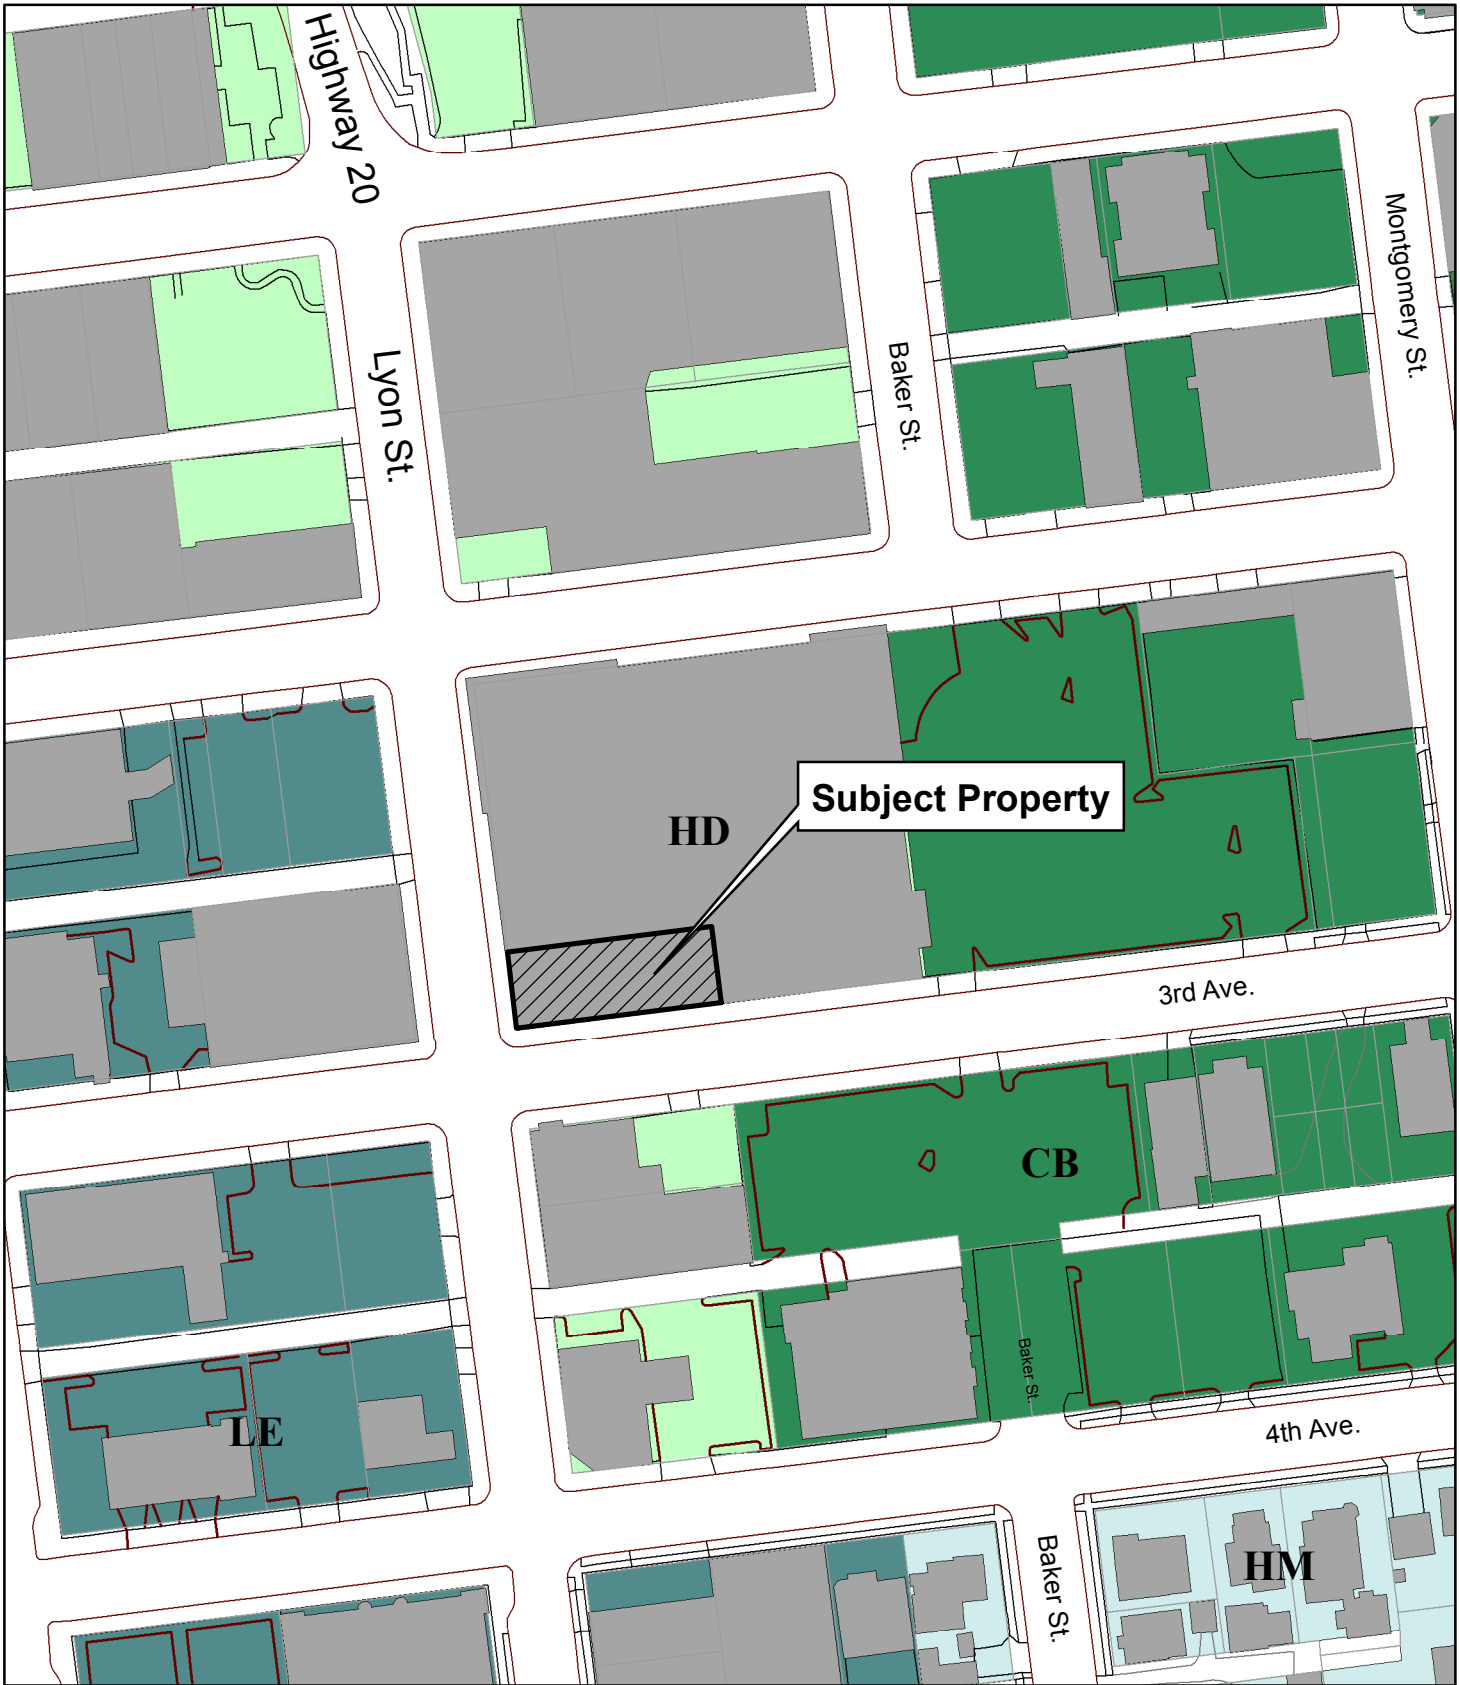 Highway 20
Montgomery St.
Lyon St.
Baker St.
Subject Property
HD
3rd Ave.
CB
Baker St.
LE
4th Ave.
Baker St.
HM